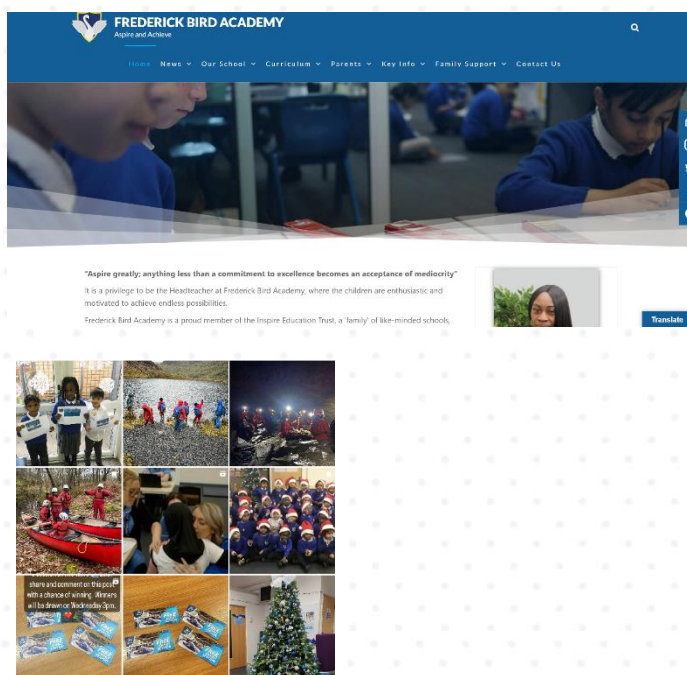 FREDERICK BIRD ACADEMY
Aspire and Achieve
Home News Our School Curriculum Parents Key Info Family Support Contact Us
"Aspire greatly; anything less than a commitment to excellence becomes an acceptance of mediocrity"
It is a privilege to be the Headteacher at Frederick Bird Academy, where the children are enthusiastic and
motivated to achieve endless possibilities.
Frederick Bird Academy is a proud member of the Inspire Education Trust, a 'family' of like-minded schools,
Translate
share and comment on this post
with a chance of winning. Winners
will be drawn on Wednesday 3pm.